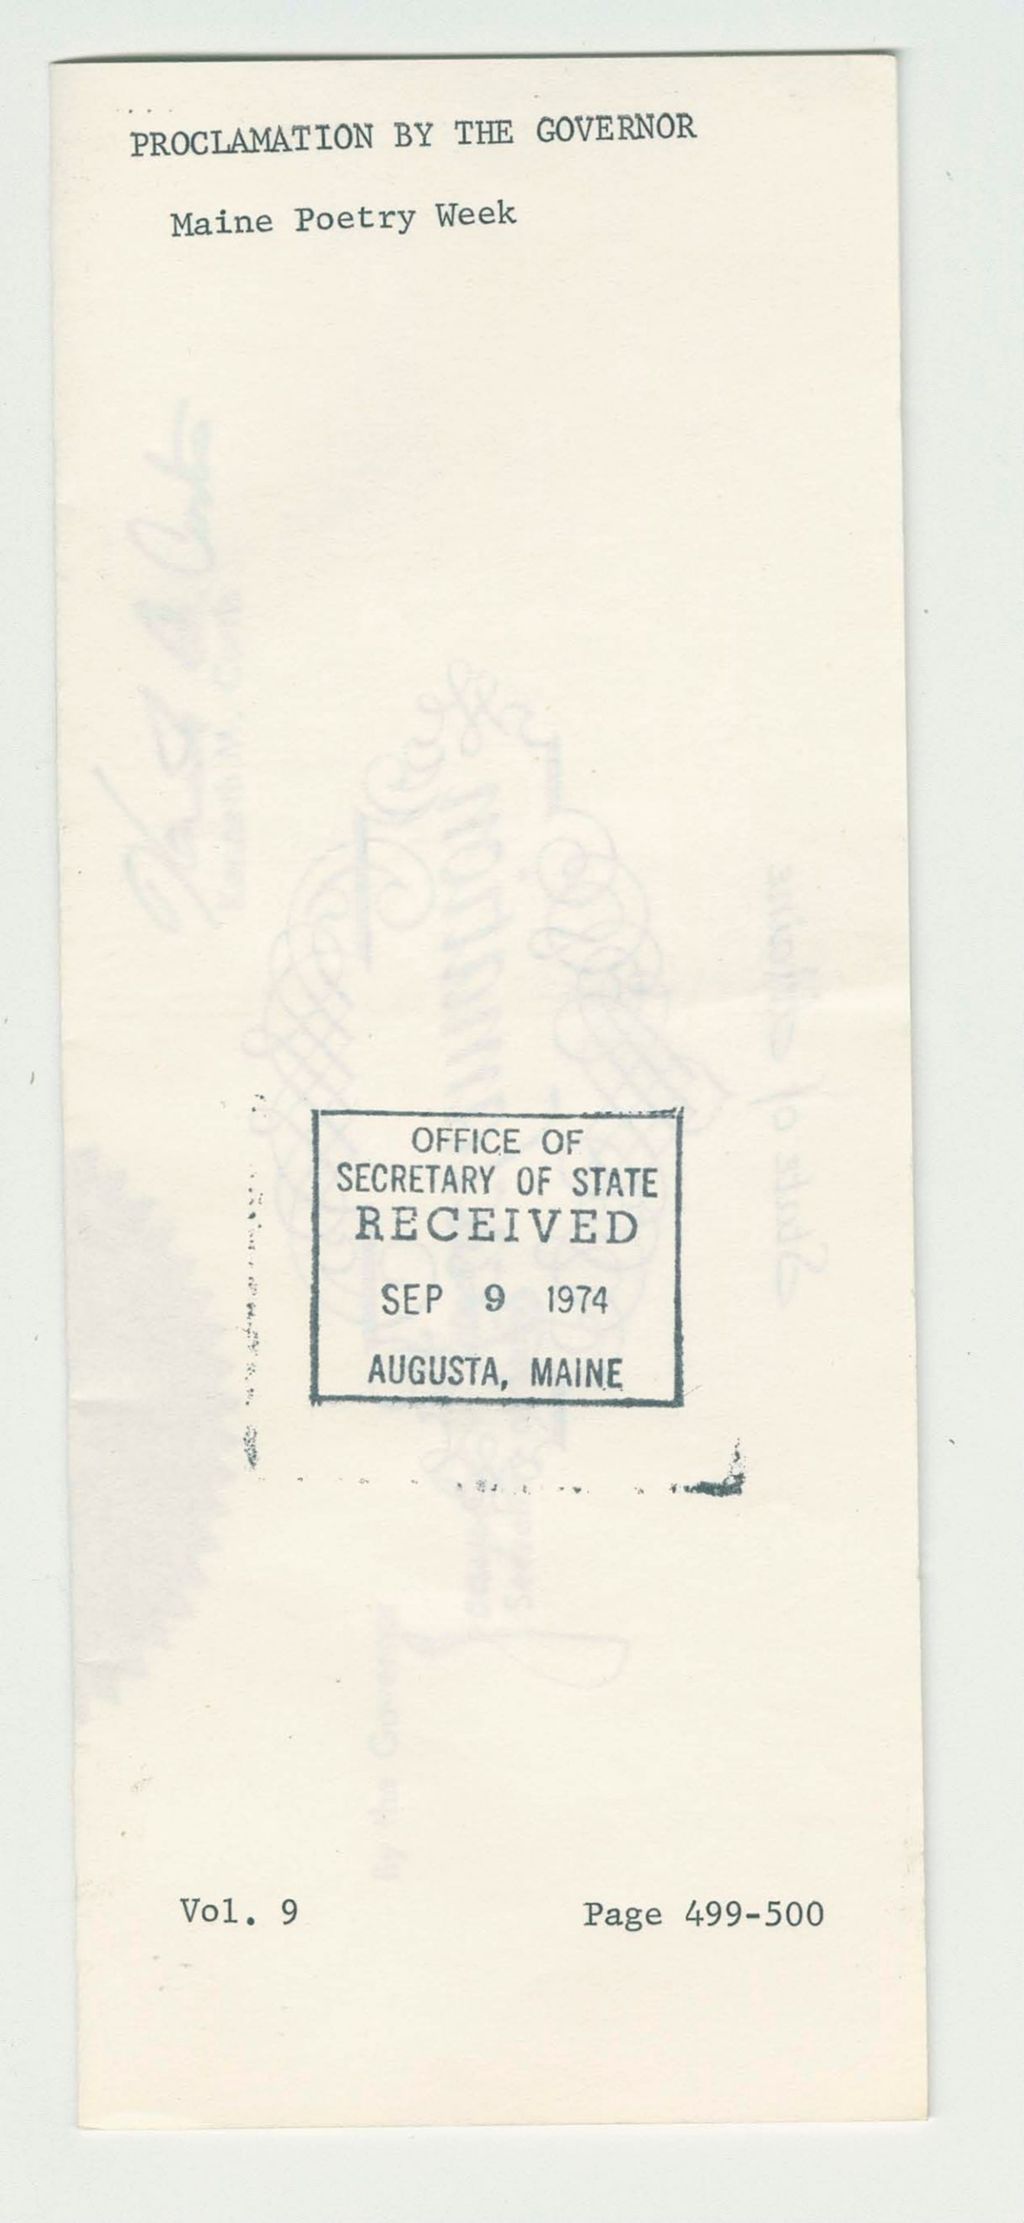 PROCLAMATION BY THE GOVERNOR
Maine Poetry Week
OFFICE OF
SECRETARY OF STATE
RECEIVED
SEP 9 1974
AUGUSTA, MAINE
Vol. 9 Page 499-500